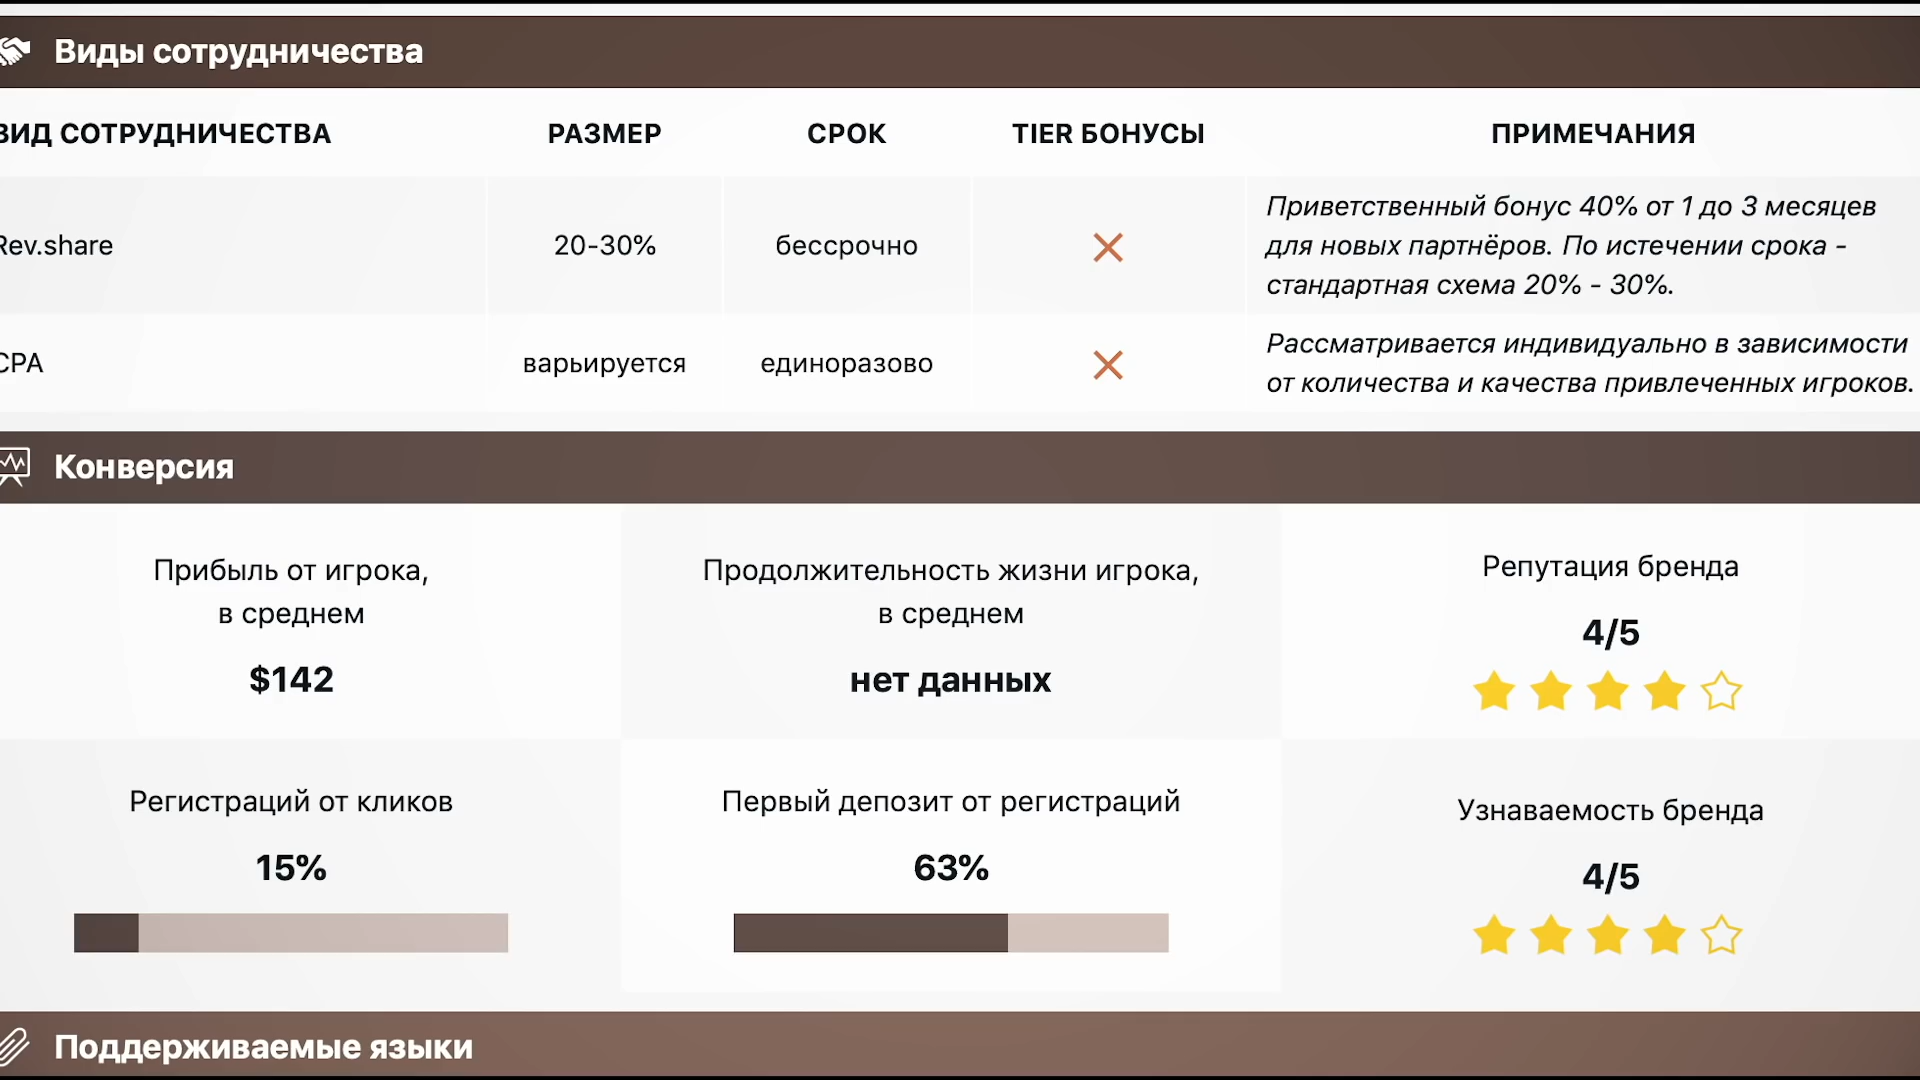 Виды сотрудничества
ВИД СОТРУДНИЧЕСТВА РАЗМЕР СРОК TIER БОНУСЫ ПРИМЕЧАНИЯ
Rev.share 20-30% бессрочно Приветственный бонус 40% от 1 до 3 месяцев
для новых партнёров. По истечении срока -
стандартная схема 20% - 30%.
CPA варьируется единоразово Рассматривается индивидуально в зависимости
от количества и качества привлеченных игроков.
Конверсия
Прибыль от игрока,
в среднем
$142
Продолжительность жизни игрока,
в среднем
нет данных
Репутация бренда
4/5
Регистраций от кликов
15%
Первый депозит от регистраций
63%
Узнаваемость бренда
4/5
Поддерживаемые языки